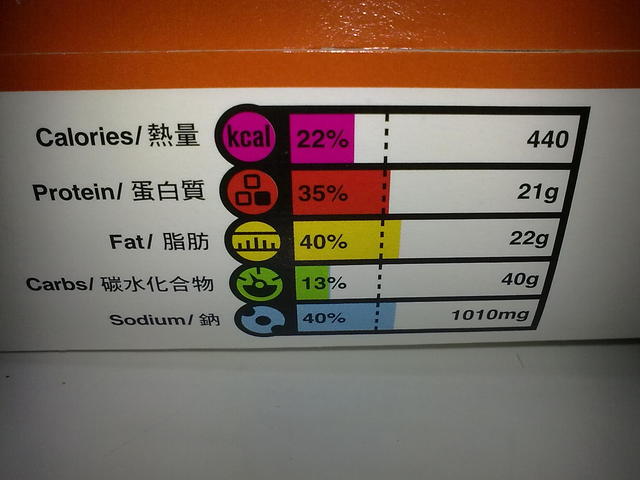 Calories/ 熱量 kcal 22% 440
Protein/ 蛋白質 35% 21g
Fat/ 脂肪 40% 22g
Carbs/ 碳水化合物 13% 40g
Sodium/ 鈉 40% 1010mg